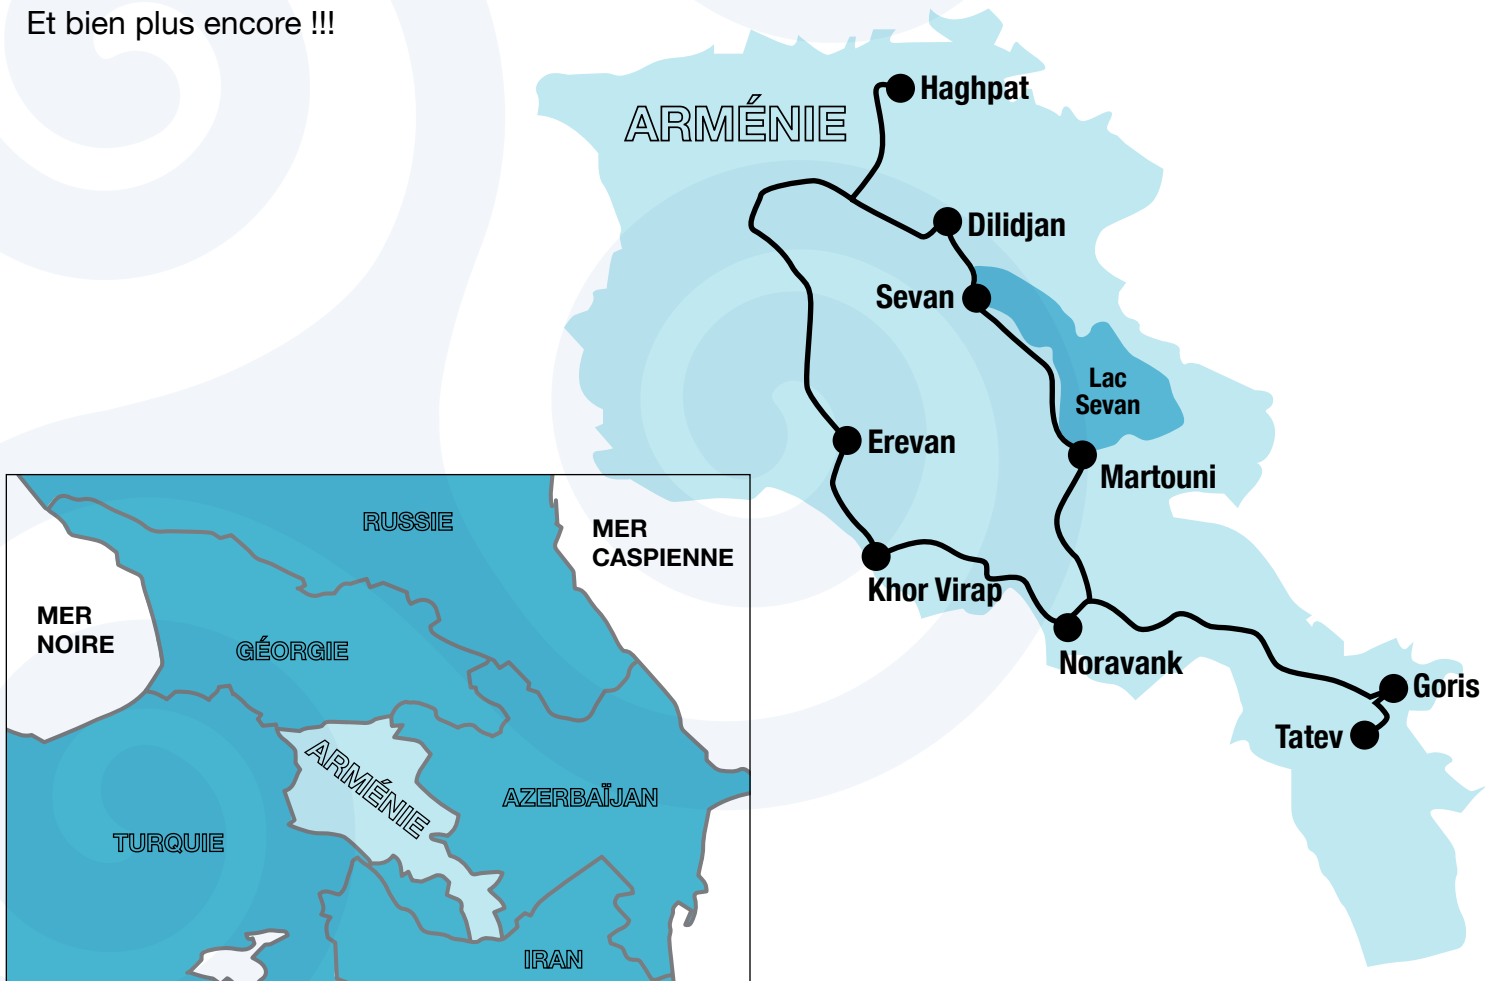 Et bien plus encore !!!
ARMÉNIE
Haghpat
Dilidjan
Sevan
Lac
Sevan
Erevan
Martouni
Khor Virap
Noravank
Goris
Tatev
RUSSIE
MER
CASPIENNE
MER
NOIRE
GÉORGIE
ARMÉNIE
AZERBAÏJAN
TURQUIE
IRAN